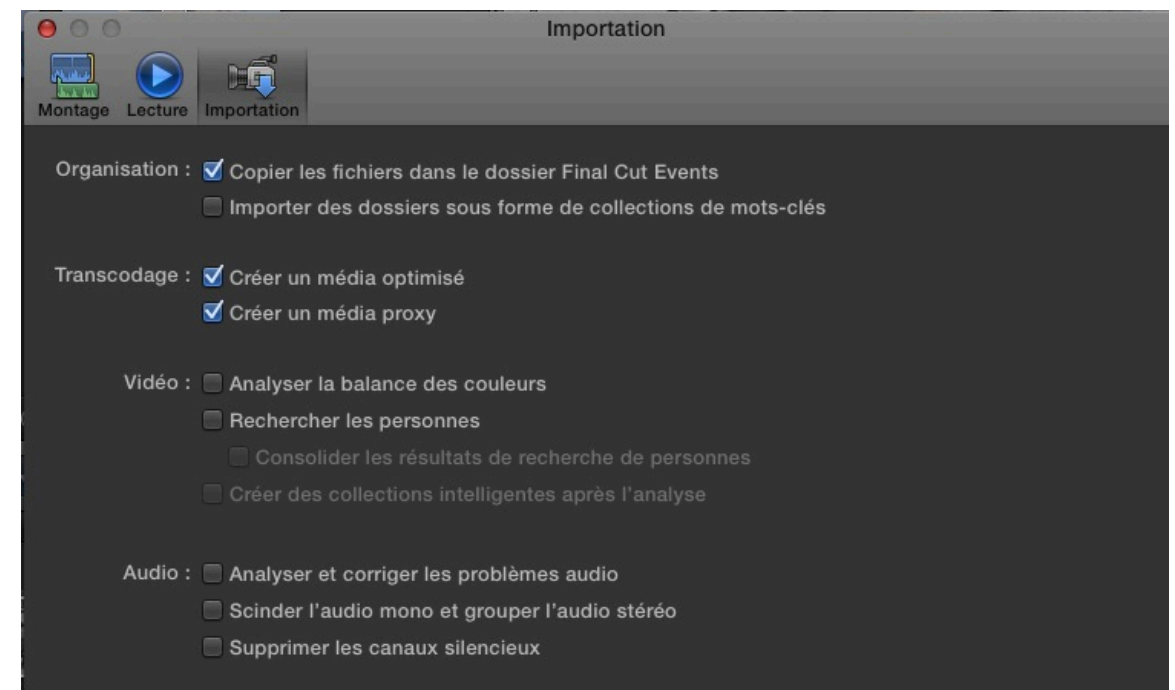 Importation
Montage Lecture Importation
Organisation : Copier les fichiers dans le dossier Final Cut Events
Importer des dossiers sous forme de collections de mots-clés
Transcodage : Créer un média optimisé
Créer un média proxy
Vidéo : Analyser la balance des couleurs
Rechercher les personnes
Consolider les résultats de recherche de personnes
Créer des collections intelligentes après l'analyse
Audio : Analyser et corriger les problèmes audio
Scinder l'audio mono et grouper l'audio stéréo
Supprimer les canaux silencieux